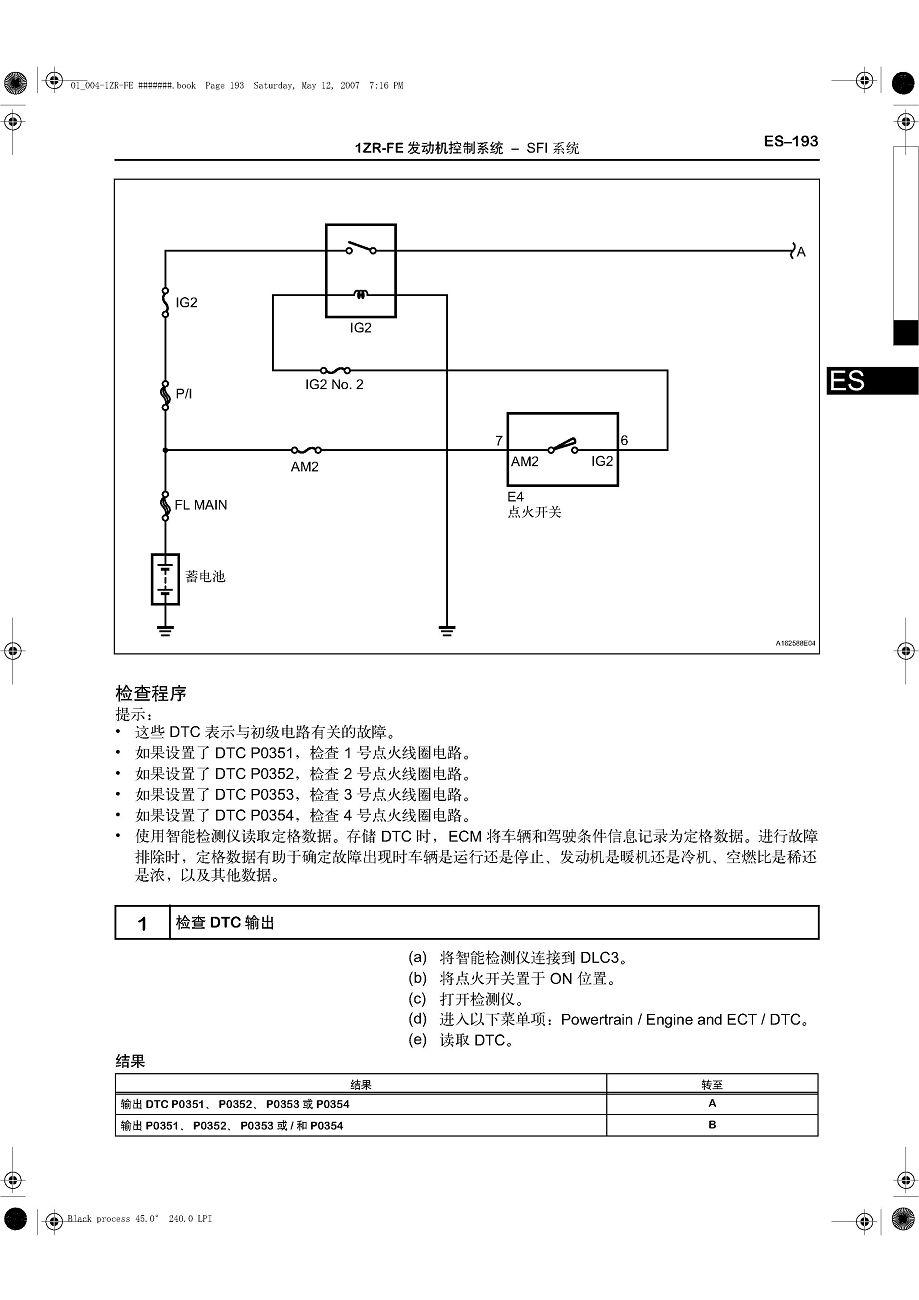 01_004-1ZR-FE #######.book Page 193 Saturday, May 12, 2007 7:16 PM
ES–193
1ZR-FE 发动机控制系统 – SFI 系统
A
IG2
IG2
IG2 No. 2
P/I
7
6
AM2
IG2
AM2
E4
点火开关
FL MAIN
蓄电池
A162588E04
ES
检查程序
提示：
• 这些 DTC 表示与初级电路有关的故障。
• 如果设置了 DTC P0351，检查 1 号点火线圈电路。
• 如果设置了 DTC P0352，检查 2 号点火线圈电路。
• 如果设置了 DTC P0353，检查 3 号点火线圈电路。
• 如果设置了 DTC P0354，检查 4 号点火线圈电路。
• 使用智能检测仪读取定格数据。存储 DTC 时，ECM 将车辆和驾驶条件信息记录为定格数据。进行故障
排除时，定格数据有助于确定故障出现时车辆是运行还是停止、发动机是暖机还是冷机、空燃比是稀还
是浓，以及其他数据。
1 检查 DTC 输出
(a) 将智能检测仪连接到 DLC3。
(b) 将点火开关置于 ON 位置。
(c) 打开检测仪。
(d) 进入以下菜单项：Powertrain / Engine and ECT / DTC。
(e) 读取 DTC。
结果
结果 转至
输出 DTC P0351、 P0352、 P0353 或 P0354 A
输出 P0351、 P0352、 P0353 或 / 和 P0354 B
Black process 45.0° 240.0 LPI